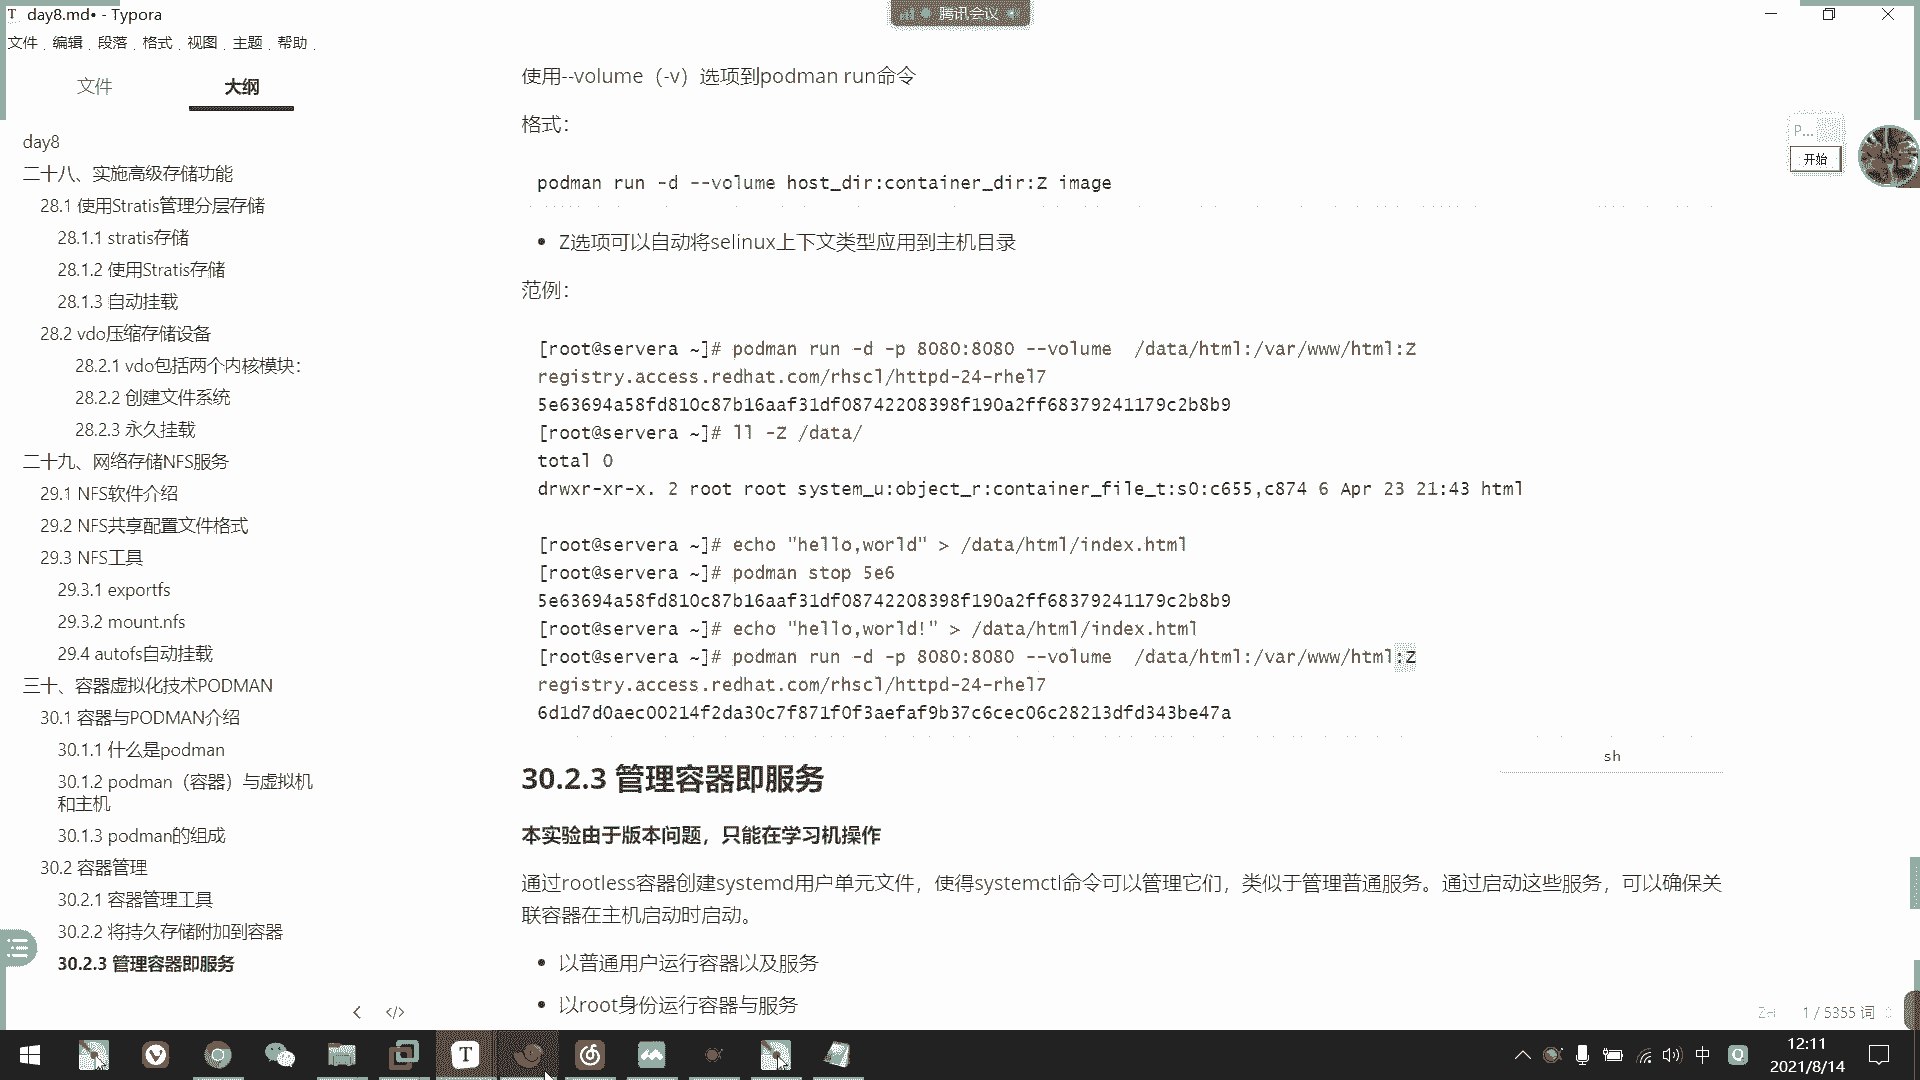 day8.md• - Typora
腾讯会议
文件 编辑 段落 格式 视图 主题 帮助
文件
大纲
day8
二十八、实施高级存储功能
28.1 使用Stratis管理分层存储
28.1.1 stratis存储
28.1.2 使用Stratis存储
28.1.3 自动挂载
28.2 vdo压缩存储设备
28.2.1 vdo包括两个内核模块：
28.2.2 创建文件系统
28.2.3 永久挂载
二十九、网络存储NFS服务
29.1 NFS软件介绍
29.2 NFS共享配置文件格式
29.3 NFS工具
29.3.1 exportfs
29.3.2 mount.nfs
29.4 autofs自动挂载
三十、容器虚拟化技术PODMAN
30.1 容器与PODMAN介绍
30.1.1 什么是podman
30.1.2 podman（容器）与虚拟机
和主机
30.1.3 podman的组成
30.2 容器管理
30.2.1 容器管理工具
30.2.2 将持久存储附加到容器
30.2.3 管理容器即服务
使用--volume（-v）选项到podman run命令
格式：
podman run -d --volume host_dir:container_dir:Z image
• Z选项可以自动将selinux上下文类型应用到主机目录
范例：
[root@servera ~]# podman run -d -p 8080:8080 --volume  /data/html:/var/www/html:Z
registry.access.redhat.com/rhscl/httpd-24-rhel7
5e63694a58fd810c87b16aaf31df08742208398f190a2ff68379241179c2b8b9
[root@servera ~]# ll -Z /data/
total 0
drwxr-xr-x. 2 root root system_u:object_r:container_file_t:s0:c655,c874 6 Apr 23 21:43 html
[root@servera ~]# echo "hello,world" > /data/html/index.html
[root@servera ~]# podman stop 5e6
5e63694a58fd810c87b16aaf31df08742208398f190a2ff68379241179c2b8b9
[root@servera ~]# echo "hello,world!" > /data/html/index.html
[root@servera ~]# podman run -d -p 8080:8080 --volume  /data/html:/var/www/html:Z
registry.access.redhat.com/rhscl/httpd-24-rhel7
6d1d7d0aec00214f2da30c7f871f0f3aefaf9b37c6cec06c28213dfd343be47a
sh
30.2.3 管理容器即服务
本实验由于版本问题，只能在学习机操作
通过rootless容器创建systemd用户单元文件，使得systemctl命令可以管理它们，类似于管理普通服务。通过启动这些服务，可以确保关
联容器在主机启动时启动。
• 以普通用户运行容器以及服务
• 以root身份运行容器与服务
P...
开始
1 / 5355 词
中
12:11
2021/8/14